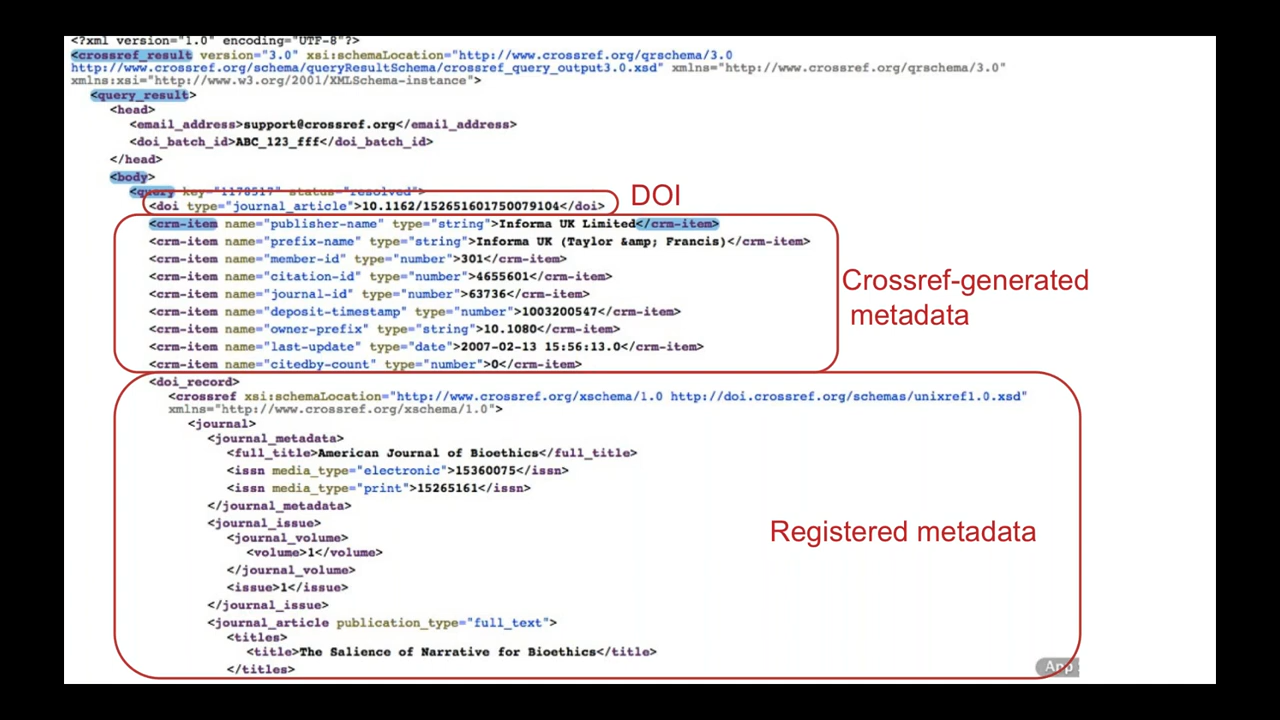 <?xml version="1.0" encoding="UTF-8"?>
<crossref_result version="3.0" xsi:schemaLocation="http://www.crossref.org/qrschema/3.0
http://www.crossref.org/schema/queryResultSchema/crossref_query_output3.0.xsd" xmlns="http://www.crossref.org/qrschema/3.0"
xmlns:xsi="http://www.w3.org/2001/XMLSchema-instance">
<query_result>
<head>
<email_address>support@crossref.org</email_address>
<doi_batch_id>ABC_123_fff</doi_batch_id>
</head>
<body>
<query key="1178517" status="resolved">
<doi type="journal_article">10.1162/152651601750079104</doi>
DOI
<crm-item name="publisher-name" type="string">Informa UK Limited</crm-item>
<crm-item name="prefix-name" type="string">Informa UK (Taylor &amp; Francis)</crm-item>
<crm-item name="member-id" type="number">301</crm-item>
<crm-item name="citation-id" type="number">4655601</crm-item>
<crm-item name="journal-id" type="number">63736</crm-item>
<crm-item name="deposit-timestamp" type="number">1003200547</crm-item>
<crm-item name="owner-prefix" type="string">10.1080</crm-item>
<crm-item name="last-update" type="date">2007-02-13 15:56:13.0</crm-item>
<crm-item name="citedby-count" type="number">0</crm-item>
Crossref-generated
metadata
<doi_record>
<crossref xsi:schemaLocation="http://www.crossref.org/xschema/1.0 http://doi.crossref.org/schemas/unixref1.0.xsd"
xmlns="http://www.crossref.org/xschema/1.0">
<journal>
<journal_metadata>
<full_title>American Journal of Bioethics</full_title>
<issn media_type="electronic">15360075</issn>
<issn media_type="print">15265161</issn>
</journal_metadata>
<journal_issue>
<journal_volume>
<volume>1</volume>
</journal_volume>
<issue>1</issue>
</journal_issue>
<journal_article publication_type="full_text">
<titles>
<title>The Salience of Narrative for Bioethics</title>
</titles>
Registered metadata
App